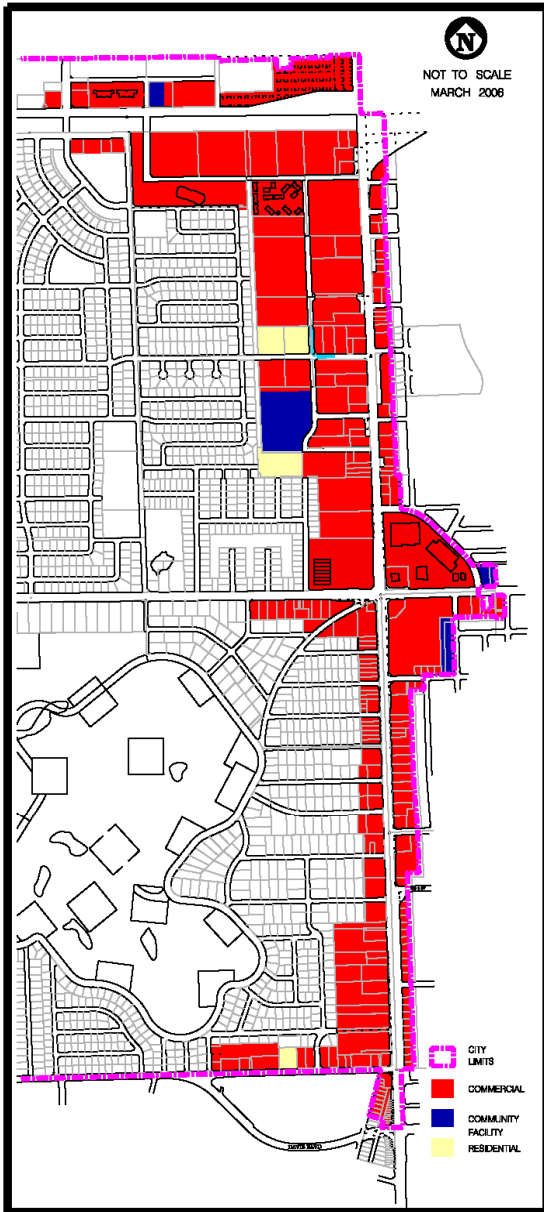 N
NOT TO SCALE
MARCH 2006
CITY
LIMITS
COMMERCIAL
COMMUNITY
FACILITY
RESIDENTIAL